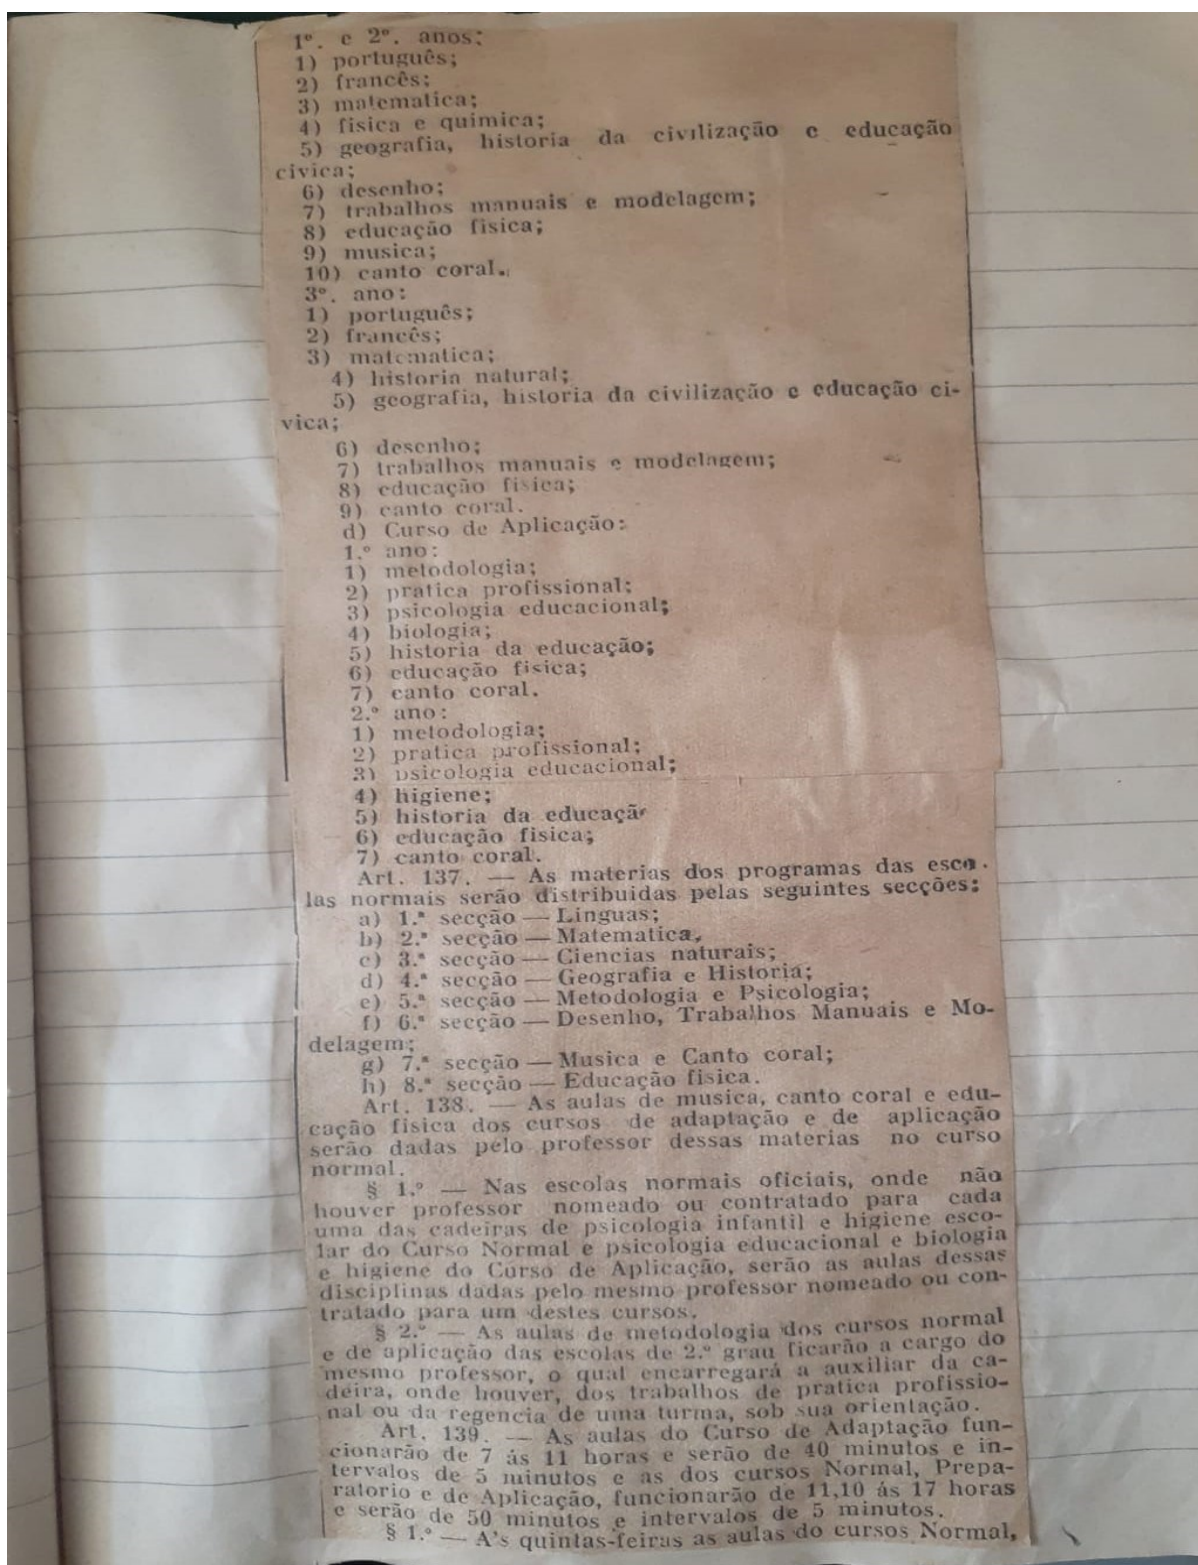 1º. e 2º. anos;
1) português;
2) francês;
3) matematica;
4) fisica e quimica;
5) geografia, historia da civilização e educação
civica;
6) desenho;
7) trabalhos manuais e modelagem;
8) educação fisica;
9) musica;
10) canto coral.
3º. ano:
1) português;
2) francês;
3) matematica;
4) historia natural;
5) geografia, historia da civilização e educação ci-
vica;
6) desenho;
7) trabalhos manuais e modelagem;
8) educação fisica;
9) canto coral.
d) Curso de Aplicação:
1.º ano:
1) metodologia;
2) pratica profissional;
3) psicologia educacional;
4) biologia;
5) historia da educação;
6) educação fisica;
7) canto coral.
2.º ano:
1) metodologia;
2) pratica profissional;
3) psicologia educacional;
4) higiene;
5) historia da educaçã
6) educação fisica;
7) canto coral.
Art. 137. — As materias dos programas das esco-
las normais serão distribuidas pelas seguintes secções:
a) 1.ª secção — Linguas;
b) 2.ª secção — Matematica,
c) 3.ª secção — Ciencias naturais;
d) 4.ª secção — Geografia e Historia;
e) 5.ª secção — Metodologia e Psicologia;
f) 6.ª secção — Desenho, Trabalhos Manuais e Mo-
delagem;
g) 7.ª secção — Musica e Canto coral;
h) 8.ª secção — Educação fisica.
Art. 138. — As aulas de musica, canto coral e edu-
cação fisica dos cursos de adaptação e de aplicação
serão dadas pelo professor dessas materias no curso
normal.
§ 1.º — Nas escolas normais oficiais, onde não
houver professor nomeado ou contratado para cada
uma das cadeiras de psicologia infantil e higiene esco-
lar do Curso Normal e psicologia educacional e biologia
e higiene do Curso de Aplicação, serão as aulas dessas
disciplinas dadas pelo mesmo professor nomeado ou con-
tratado para um destes cursos.
§ 2.º — As aulas de metodologia dos cursos normal
e de aplicação das escolas de 2.º grau ficarão a cargo do
mesmo professor, o qual encarregará a auxiliar da ca-
deira, onde houver, dos trabalhos de pratica profissio-
nal ou da regencia de uma turma, sob sua orientação.
Art. 139. — As aulas do Curso de Adaptação fun-
cionarão de 7 ás 11 horas e serão de 40 minutos e in-
tervalos de 5 minutos e as dos cursos Normal, Prepa-
ratorio e de Aplicação, funcionarão de 11,10 ás 17 horas
e serão de 50 minutos e intervalos de 5 minutos.
§ 1.º — A's quintas-feiras as aulas do cursos Normal,